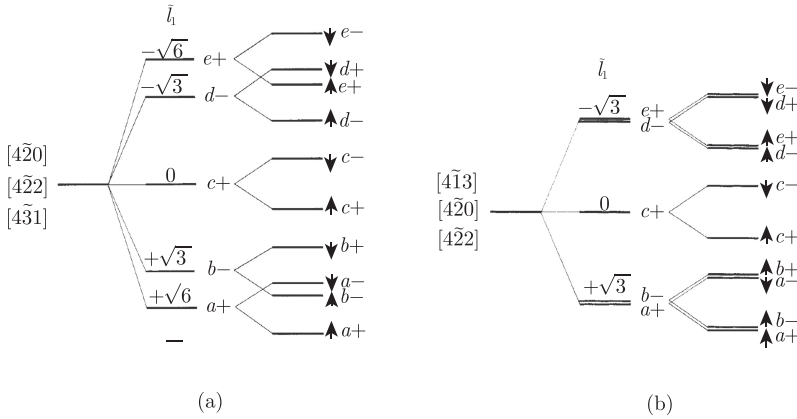 l̃₁
−√6 e+
−√3 d−
0 c+
+√3 b−
+√6 a+
[42̃0]
[42̃2]
[43̃1]
e−
d+
e+
d−
c−
c+
b+
a−
b−
a+
(a)
l̃₁
−√3 e+
d−
0 c+
+√3 b−
a+
[41̃3]
[42̃0]
[42̃2]
e−
d+
e+
d−
c−
c+
b+
a−
b−
a+
(b)